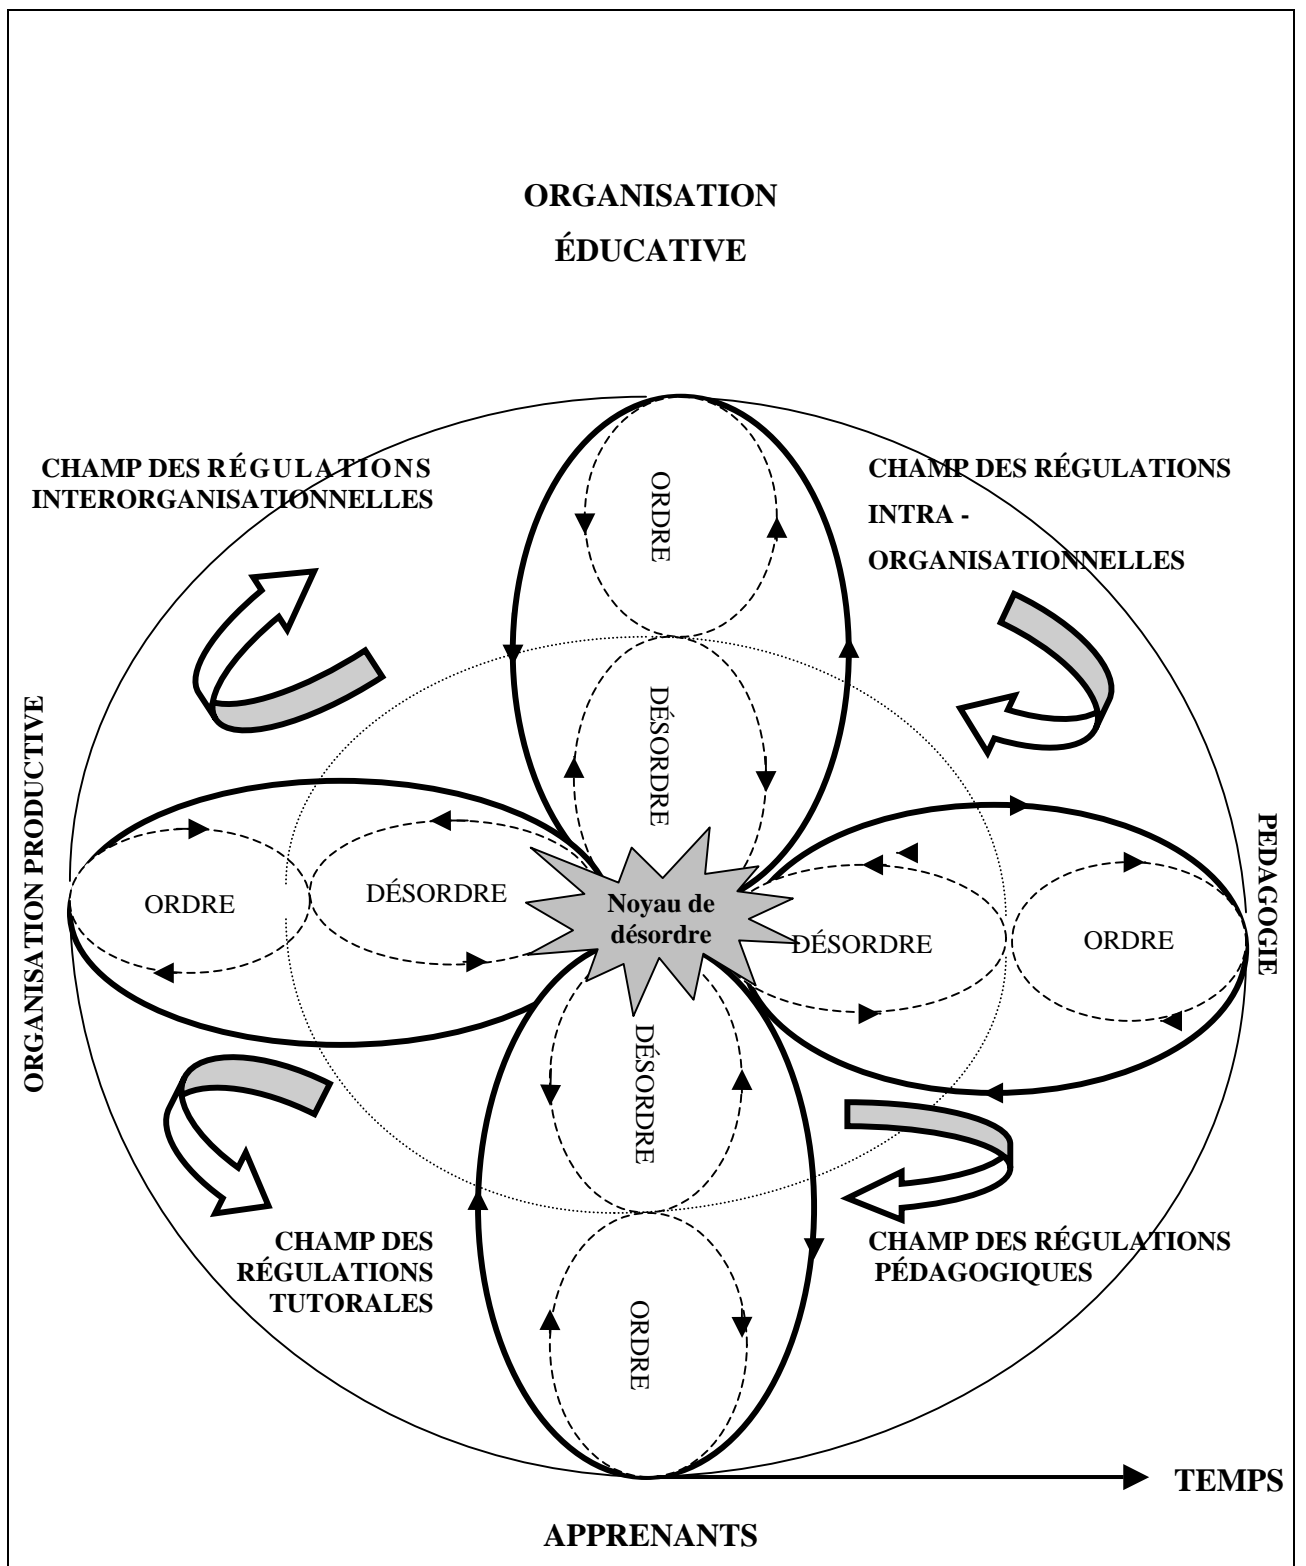 ORGANISATION
ÉDUCATIVE
CHAMP DES RÉGULATIONS
INTERORGANISATIONNELLES
CHAMP DES RÉGULATIONS
INTRA -
ORGANISATIONNELLES
ORDRE
DÉSORDRE
ORGANISATION PRODUCTIVE
ORDRE
DÉSORDRE
Noyau de
désordre
DÉSORDRE
ORDRE
PEDAGOGIE
DÉSORDRE
ORDRE
CHAMP DES
RÉGULATIONS
TUTORALES
CHAMP DES RÉGULATIONS
PÉDAGOGIQUES
TEMPS
APPRENANTS